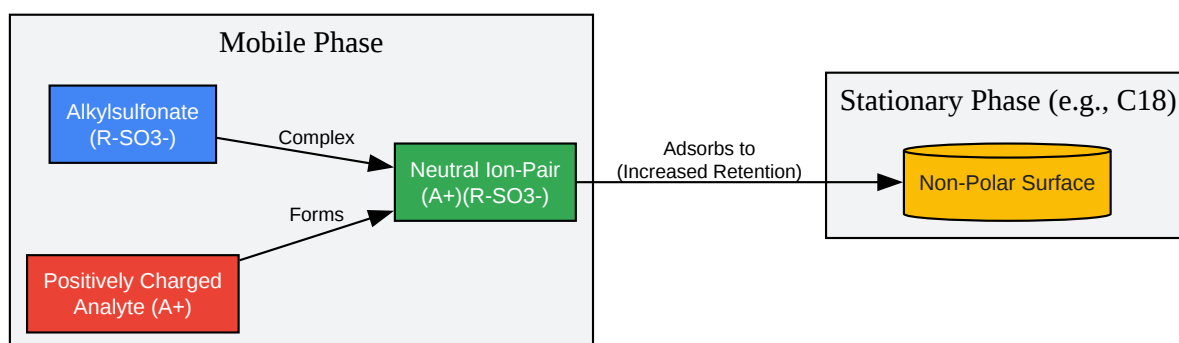 Mobile Phase
Alkylsulfonate
(R-SO3-)
Complex
Neutral Ion-Pair
(A+)(R-SO3-)
Forms
Positively Charged
Analyte (A+)
Adsorbs to
(Increased Retention)
Stationary Phase (e.g., C18)
Non-Polar Surface